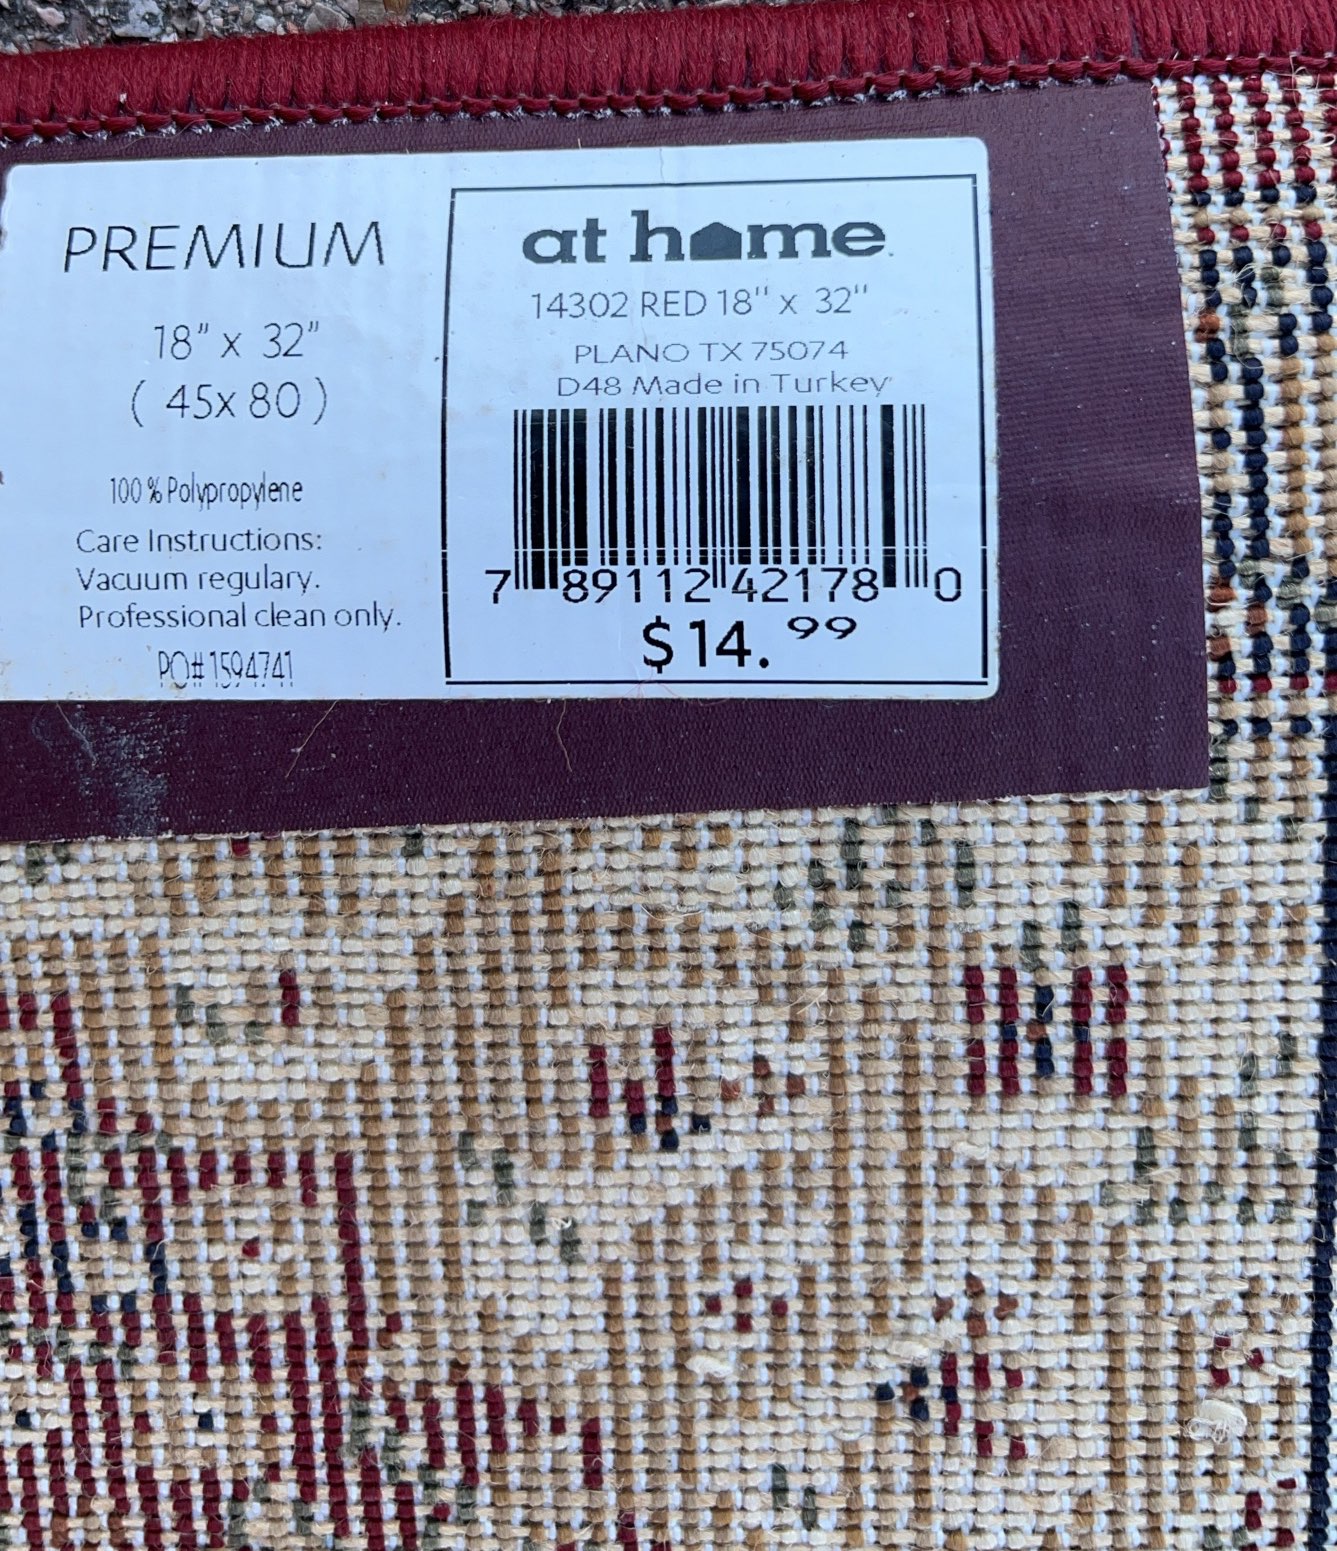 PREMIUM
18" x 32"
( 45x 80 )
100 % Polypropylene
Care Instructions:
Vacuum regulary.
Professional clean only.
PO# 1594741
at home
14302 RED 18" x 32"
PLANO TX 75074
D48 Made in Turkey
7 89112 42178 0
$14.99